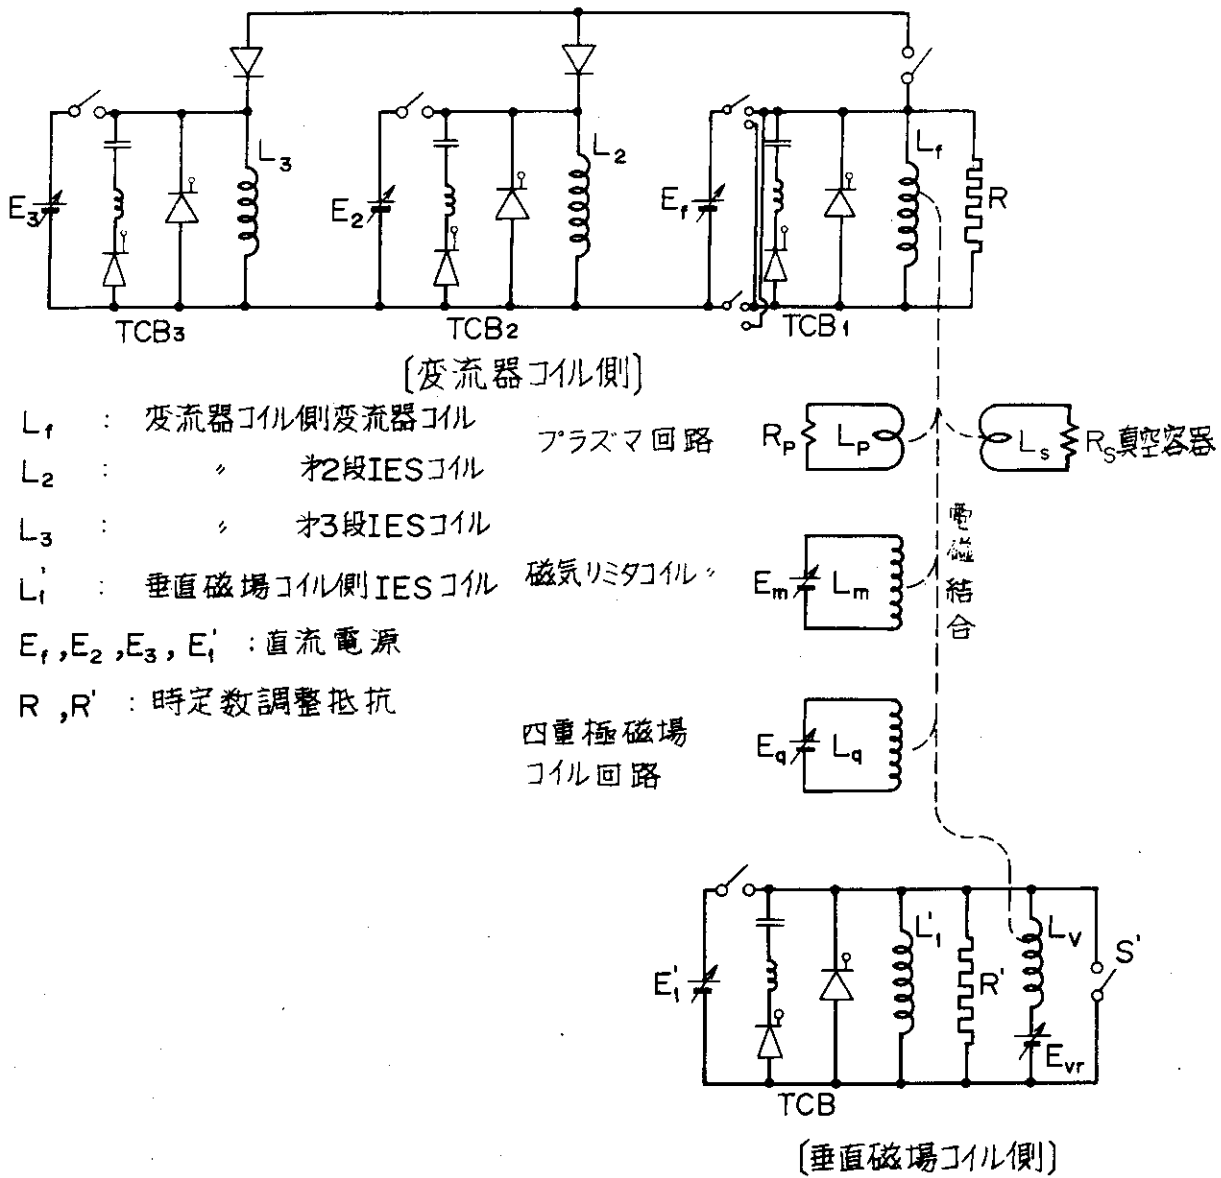 L3
L2
Lf
E3
E2
Ef
R
TCB3
TCB2
TCB1
〔変流器コイル側〕
Lf : 変流器コイル側変流器コイル
L2 : 〃 才2段IESコイル
L3 : 〃 才3段IESコイル
L1' : 垂直磁場コイル側IESコイル
Ef, E2, E3, E1' : 直流電源
R, R' : 時定数調整抵抗
プラズマ回路
Rp
Lp
Ls
Rs真空容器
磁気リミタコイル〃
Em
Lm
電磁結合
四重極磁場
コイル回路
Eq
Lq
E1'
L1'
R'
Lv
Evr
S'
TCB
〔垂直磁場コイル側〕